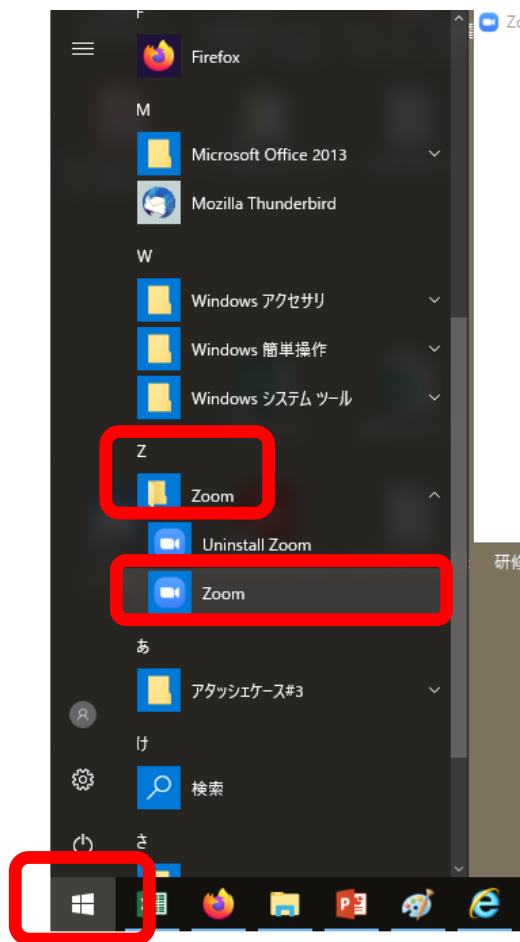 F
Zo
Firefox
M
Microsoft Office 2013
Mozilla Thunderbird
W
Windows アクセサリ
Windows 簡単操作
Windows システム ツール
Z
Zoom
Uninstall Zoom
Zoom
研修
あ
アタッシェケース#3
け
検索
さ